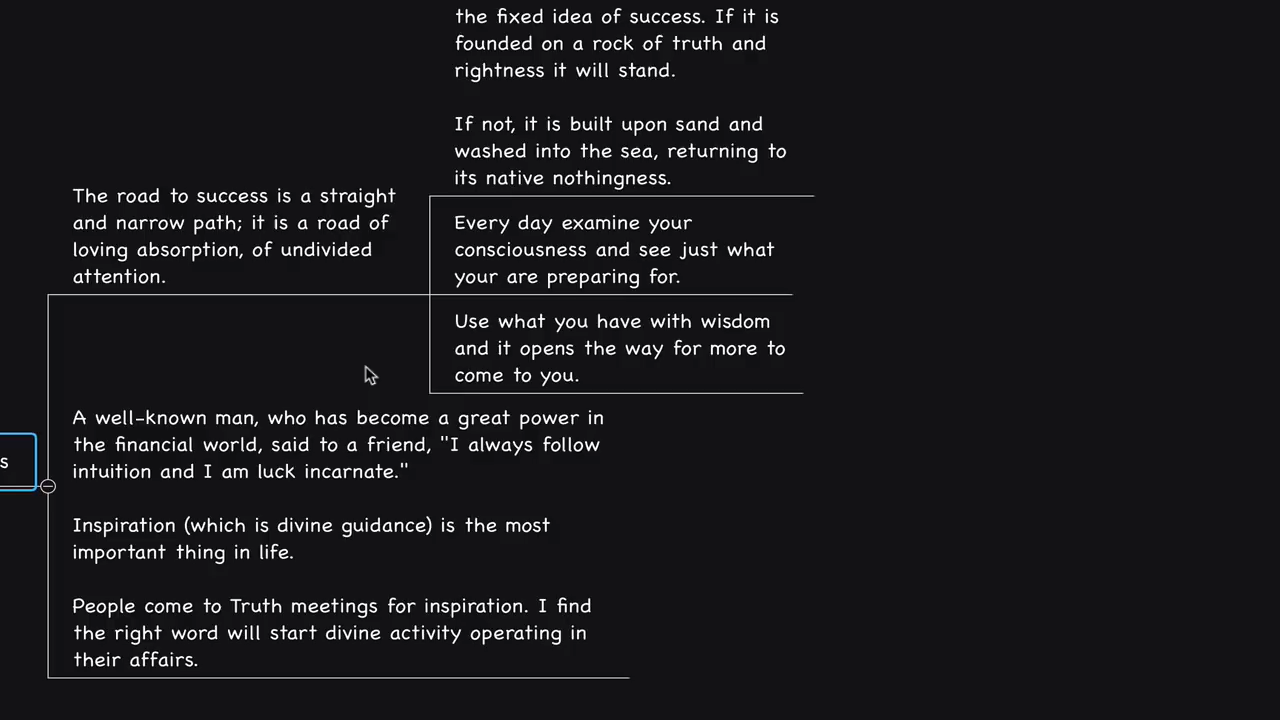 the fixed idea of success. If it is
founded on a rock of truth and
rightness it will stand.
If not, it is built upon sand and
washed into the sea, returning to
its native nothingness.
The road to success is a straight
and narrow path; it is a road of
loving absorption, of undivided
attention.
Every day examine your
consciousness and see just what
your are preparing for.
Use what you have with wisdom
and it opens the way for more to
come to you.
A well-known man, who has become a great power in
the financial world, said to a friend, "I always follow
intuition and I am luck incarnate."
Inspiration (which is divine guidance) is the most
important thing in life.
People come to Truth meetings for inspiration. I find
the right word will start divine activity operating in
their affairs.
s